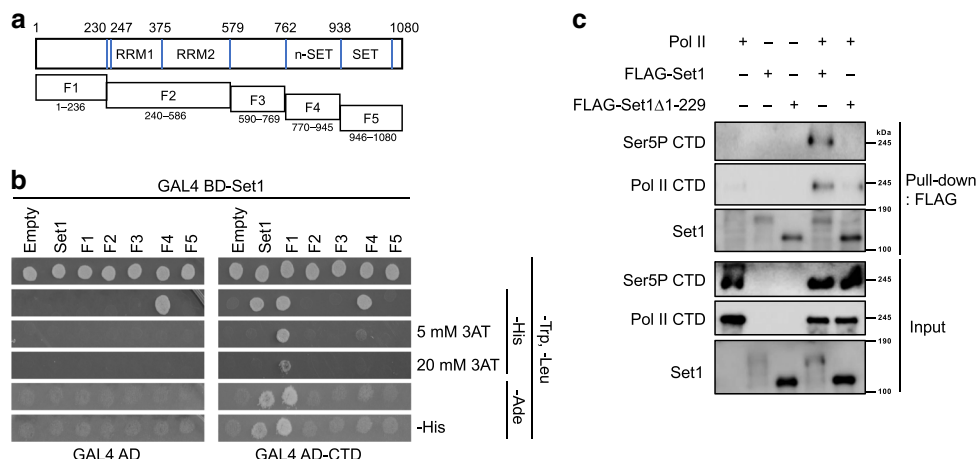 a
1 230 247 375 579 762 938 1080
RRM1 RRM2 n-SET SET
F1 F2 F3 F4 F5
1–236 240–586 590–769 770–945 946–1080
b
GAL4 BD-Set1
Empty Set1 F1 F2 F3 F4 F5 Empty Set1 F1 F2 F3 F4 F5
5 mM 3AT
20 mM 3AT
-His
-His
-Ade
-Trp, -Leu
GAL4 AD GAL4 AD-CTD
c
Pol II + – – + +
FLAG-Set1 – + – + –
FLAG-Set1Δ1-229 – – + – +
kDa
Ser5P CTD 245
Pol II CTD 245
190
Set1
100
Pull-down
: FLAG
Ser5P CTD 245
Pol II CTD 245
190
Set1
100
Input